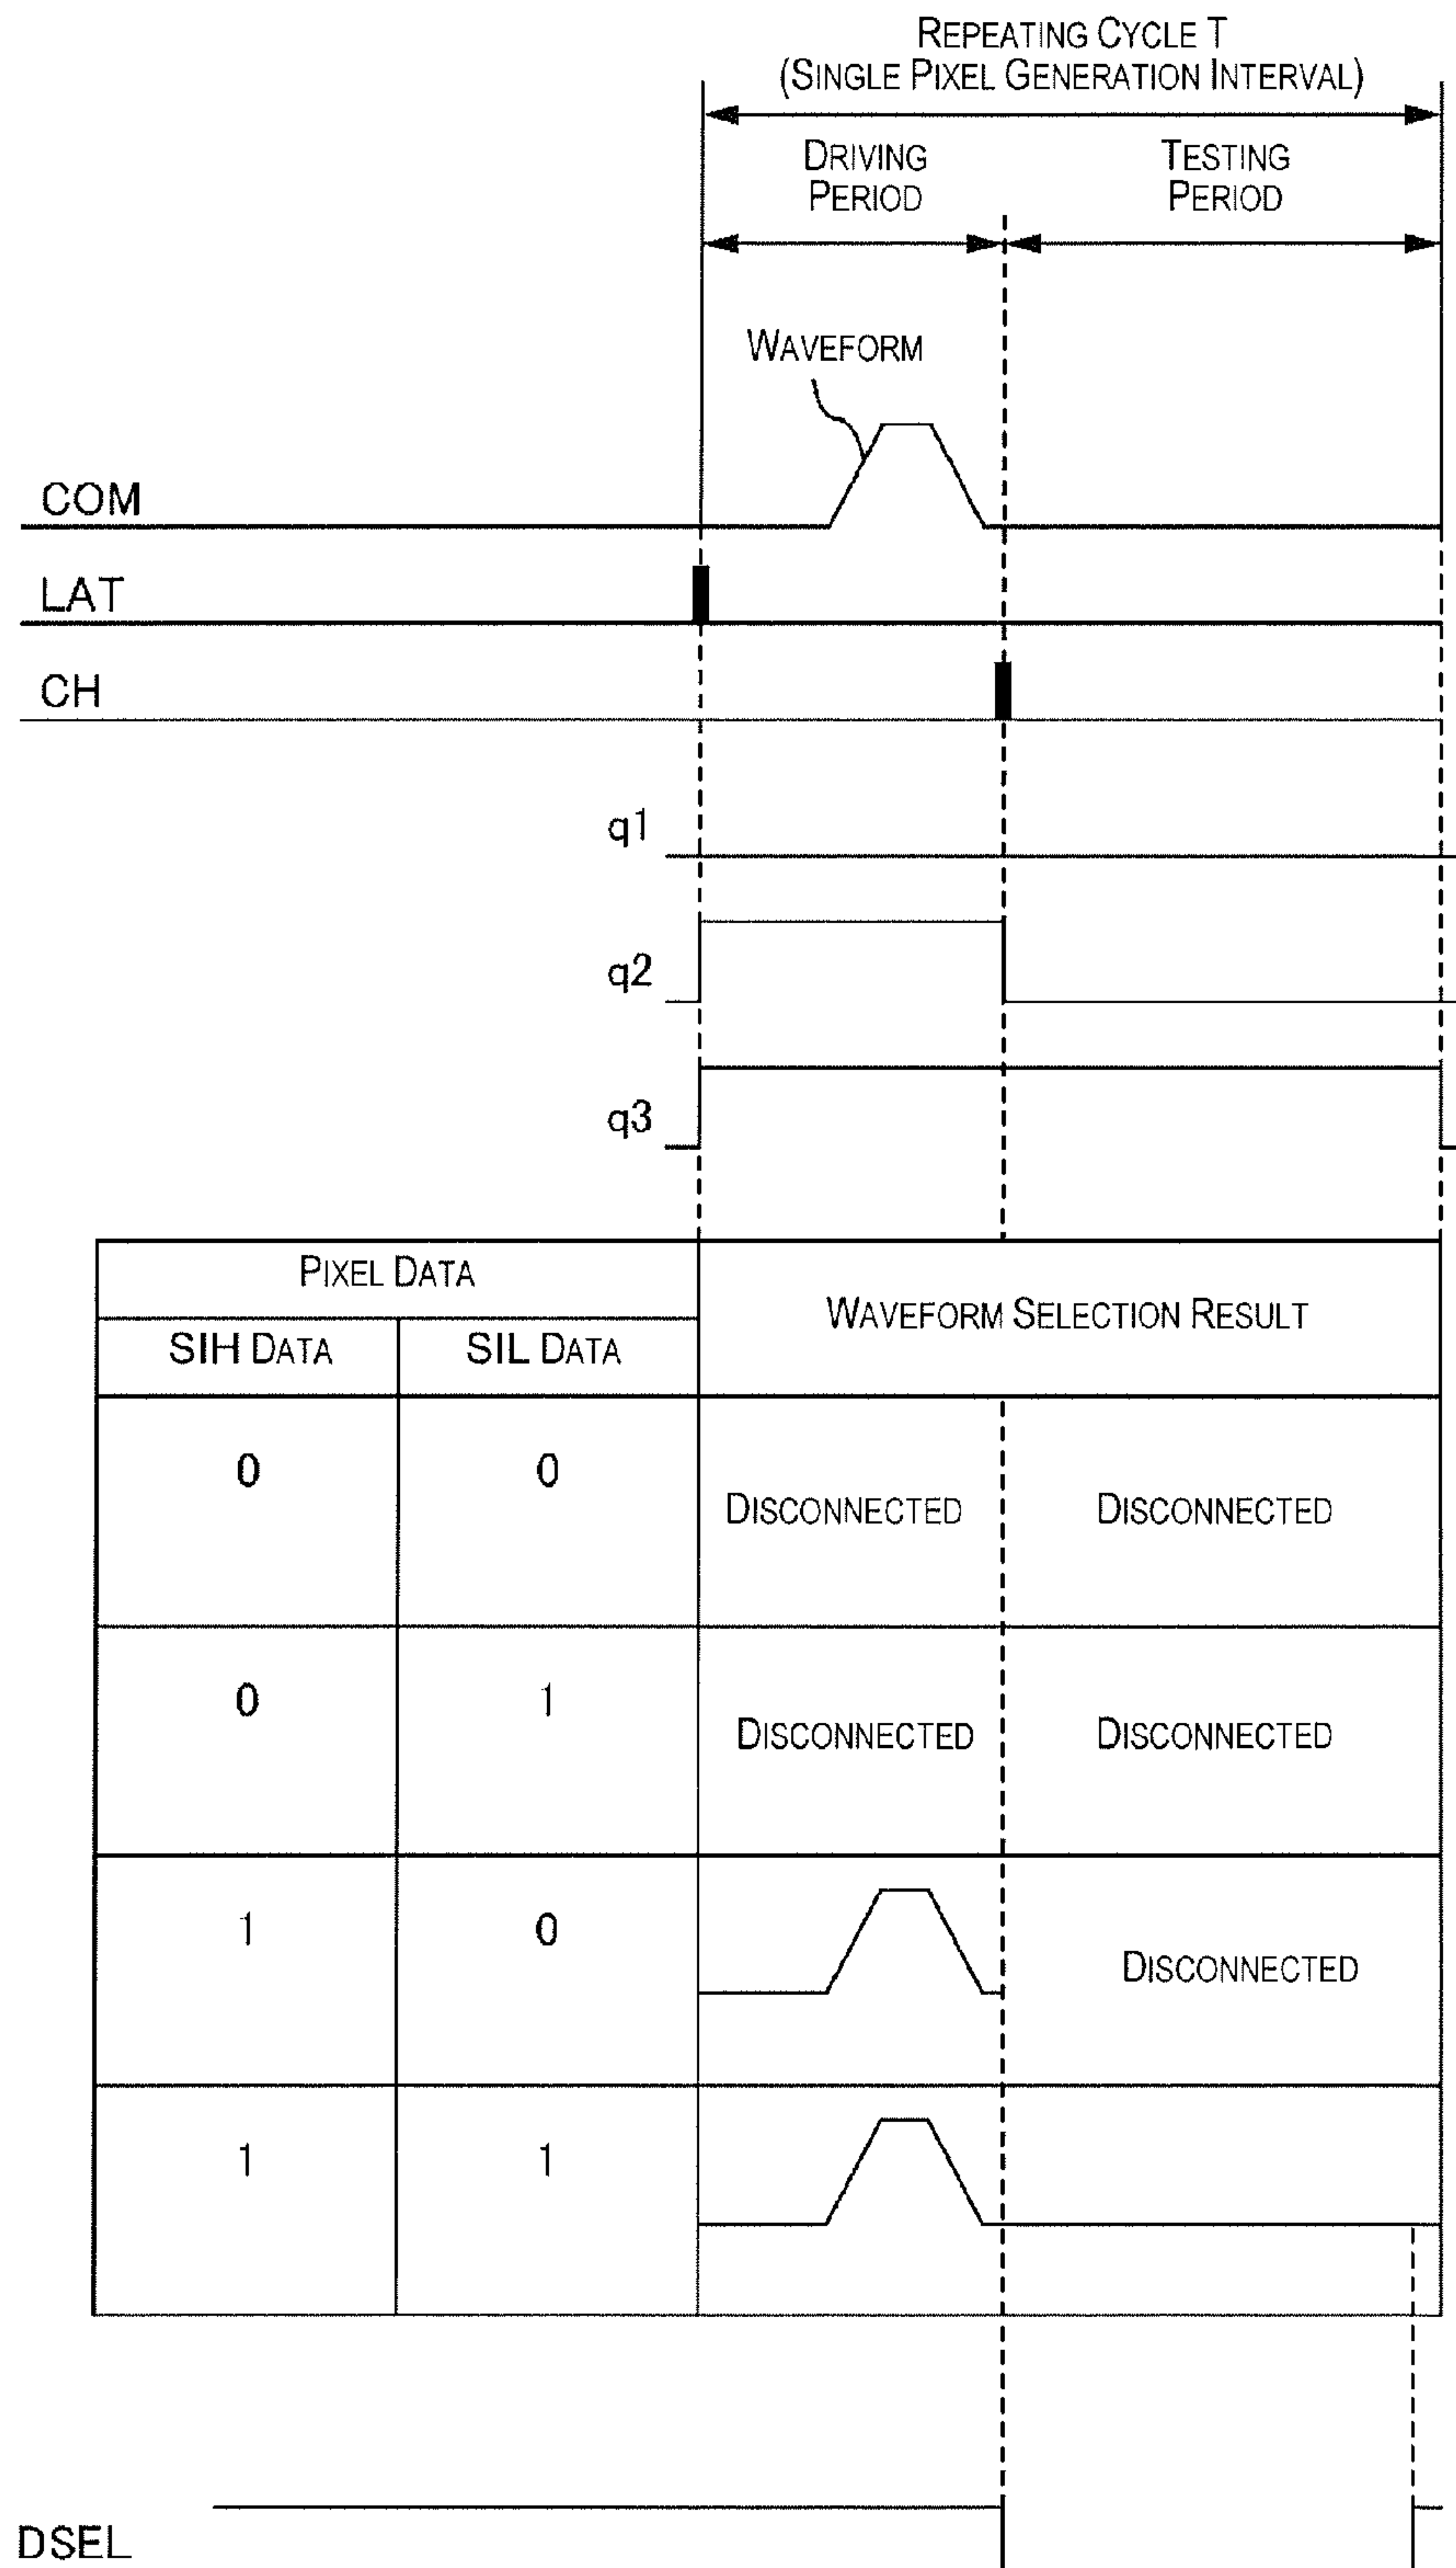 REPEATING CYCLE T
(SINGLE PIXEL GENERATION INTERVAL)
DRIVING
PERIOD
TESTING
PERIOD
WAVEFORM
COM
LAT
CH
q1
q2
q3
PIXEL DATA
WAVEFORM SELECTION RESULT
SIH DATA
SIL DATA
0
0
DISCONNECTED
DISCONNECTED
0
1
DISCONNECTED
DISCONNECTED
1
0
DISCONNECTED
1
1
DSEL